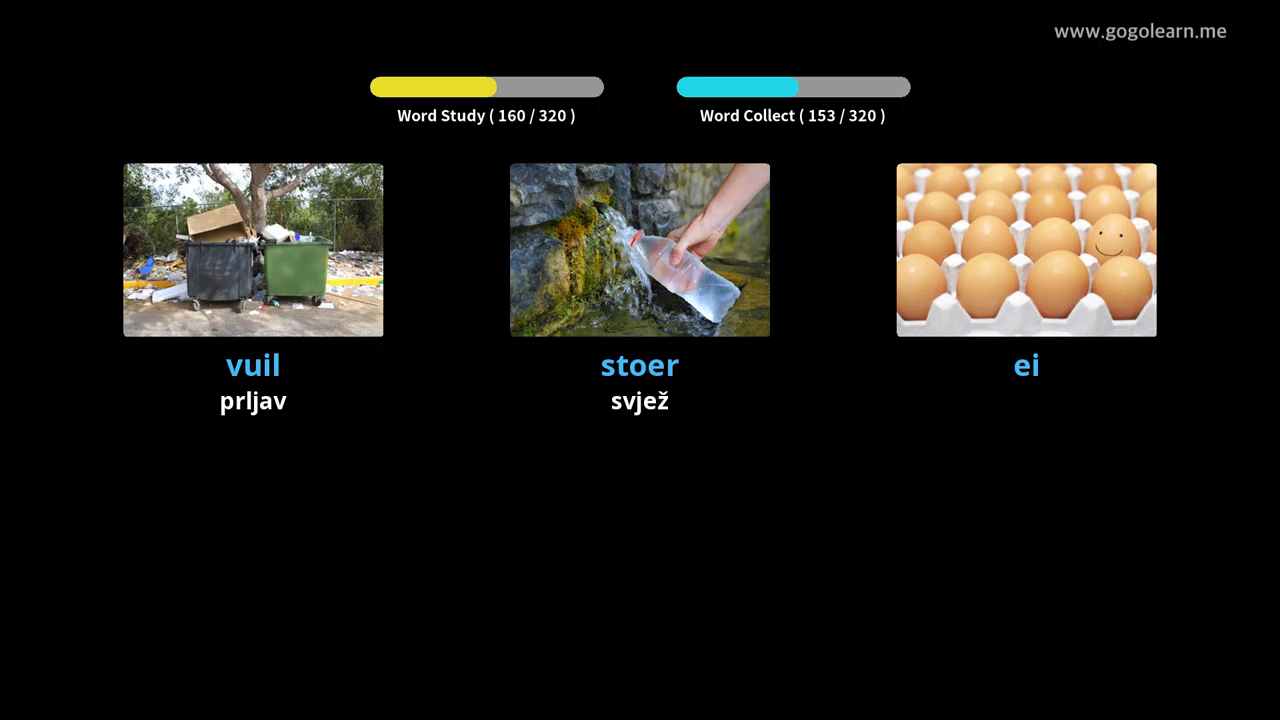 www.gogolearn.me
Word Study ( 160 / 320 )
Word Collect ( 153 / 320 )
vuil
stoer
ei
prljav
svjež